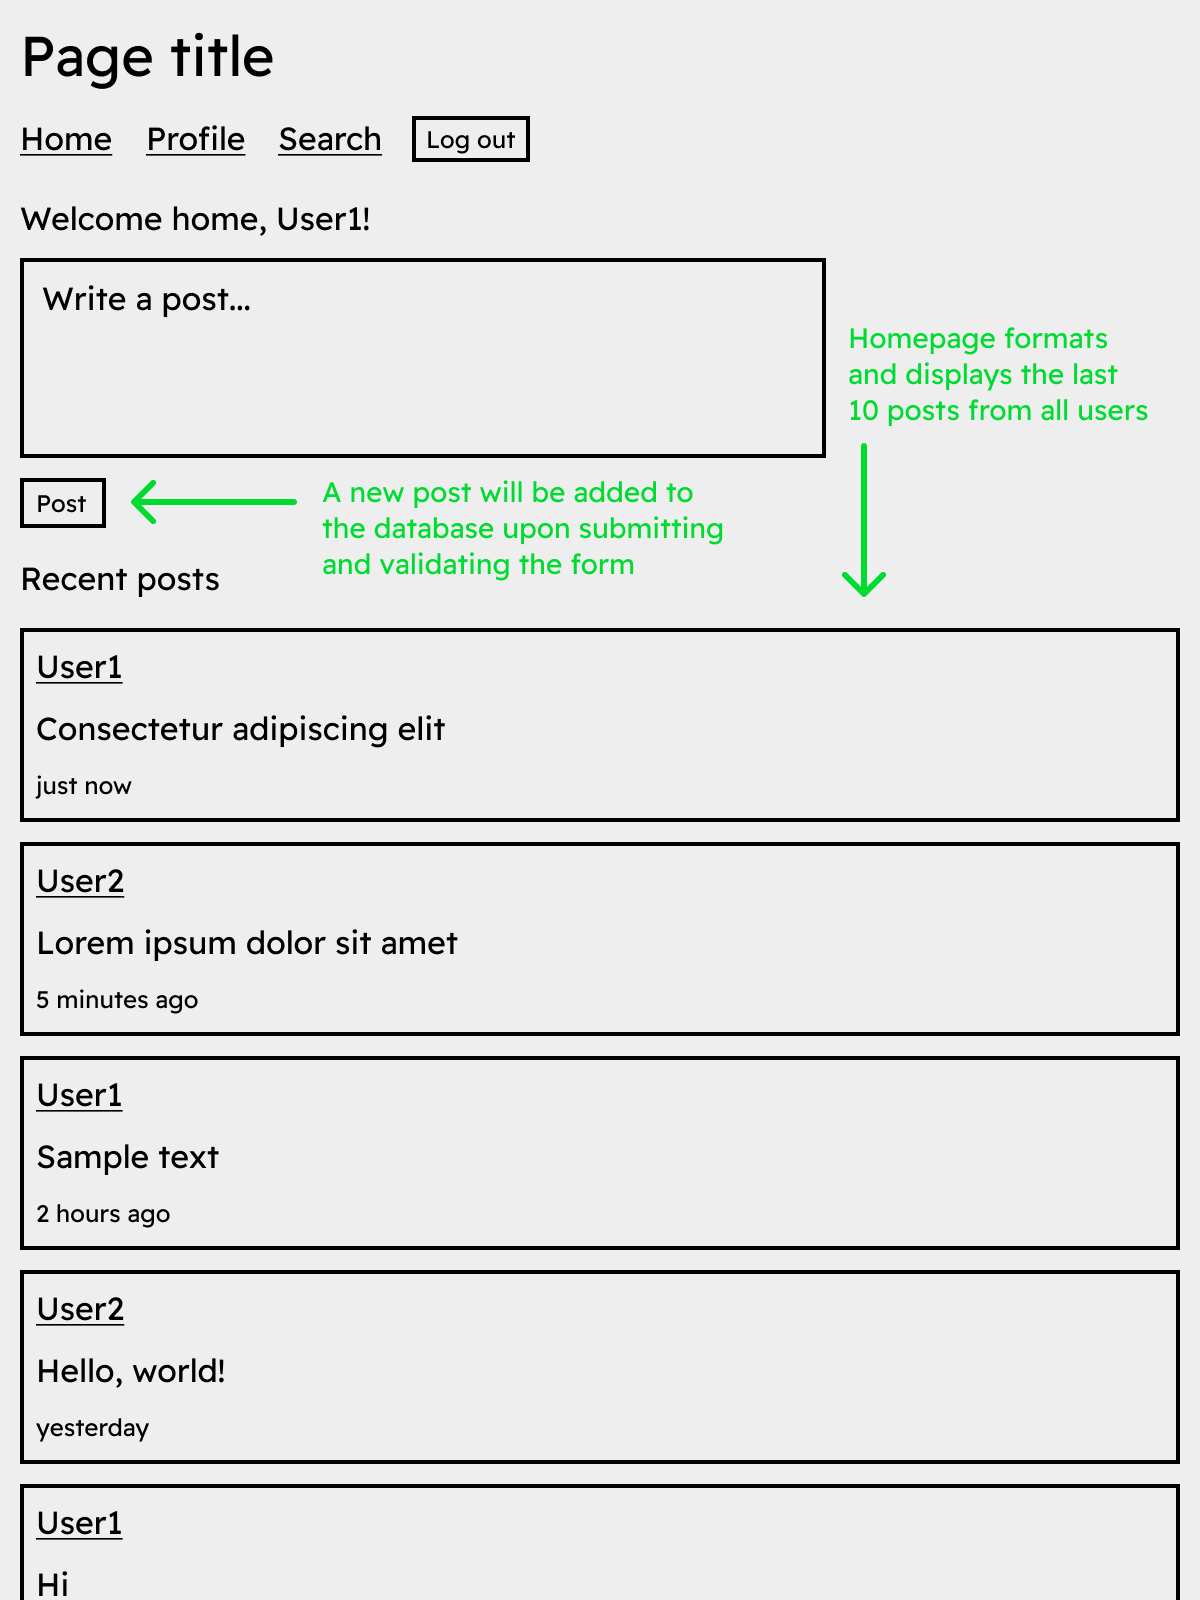 Page title
Home Profile Search Log out
Welcome home, User1!
Write a post...
Homepage formats
and displays the last
10 posts from all users
Post
A new post will be added to
the database upon submitting
and validating the form
Recent posts
User1
Consectetur adipiscing elit
just now
User2
Lorem ipsum dolor sit amet
5 minutes ago
User1
Sample text
2 hours ago
User2
Hello, world!
yesterday
User1
Hi